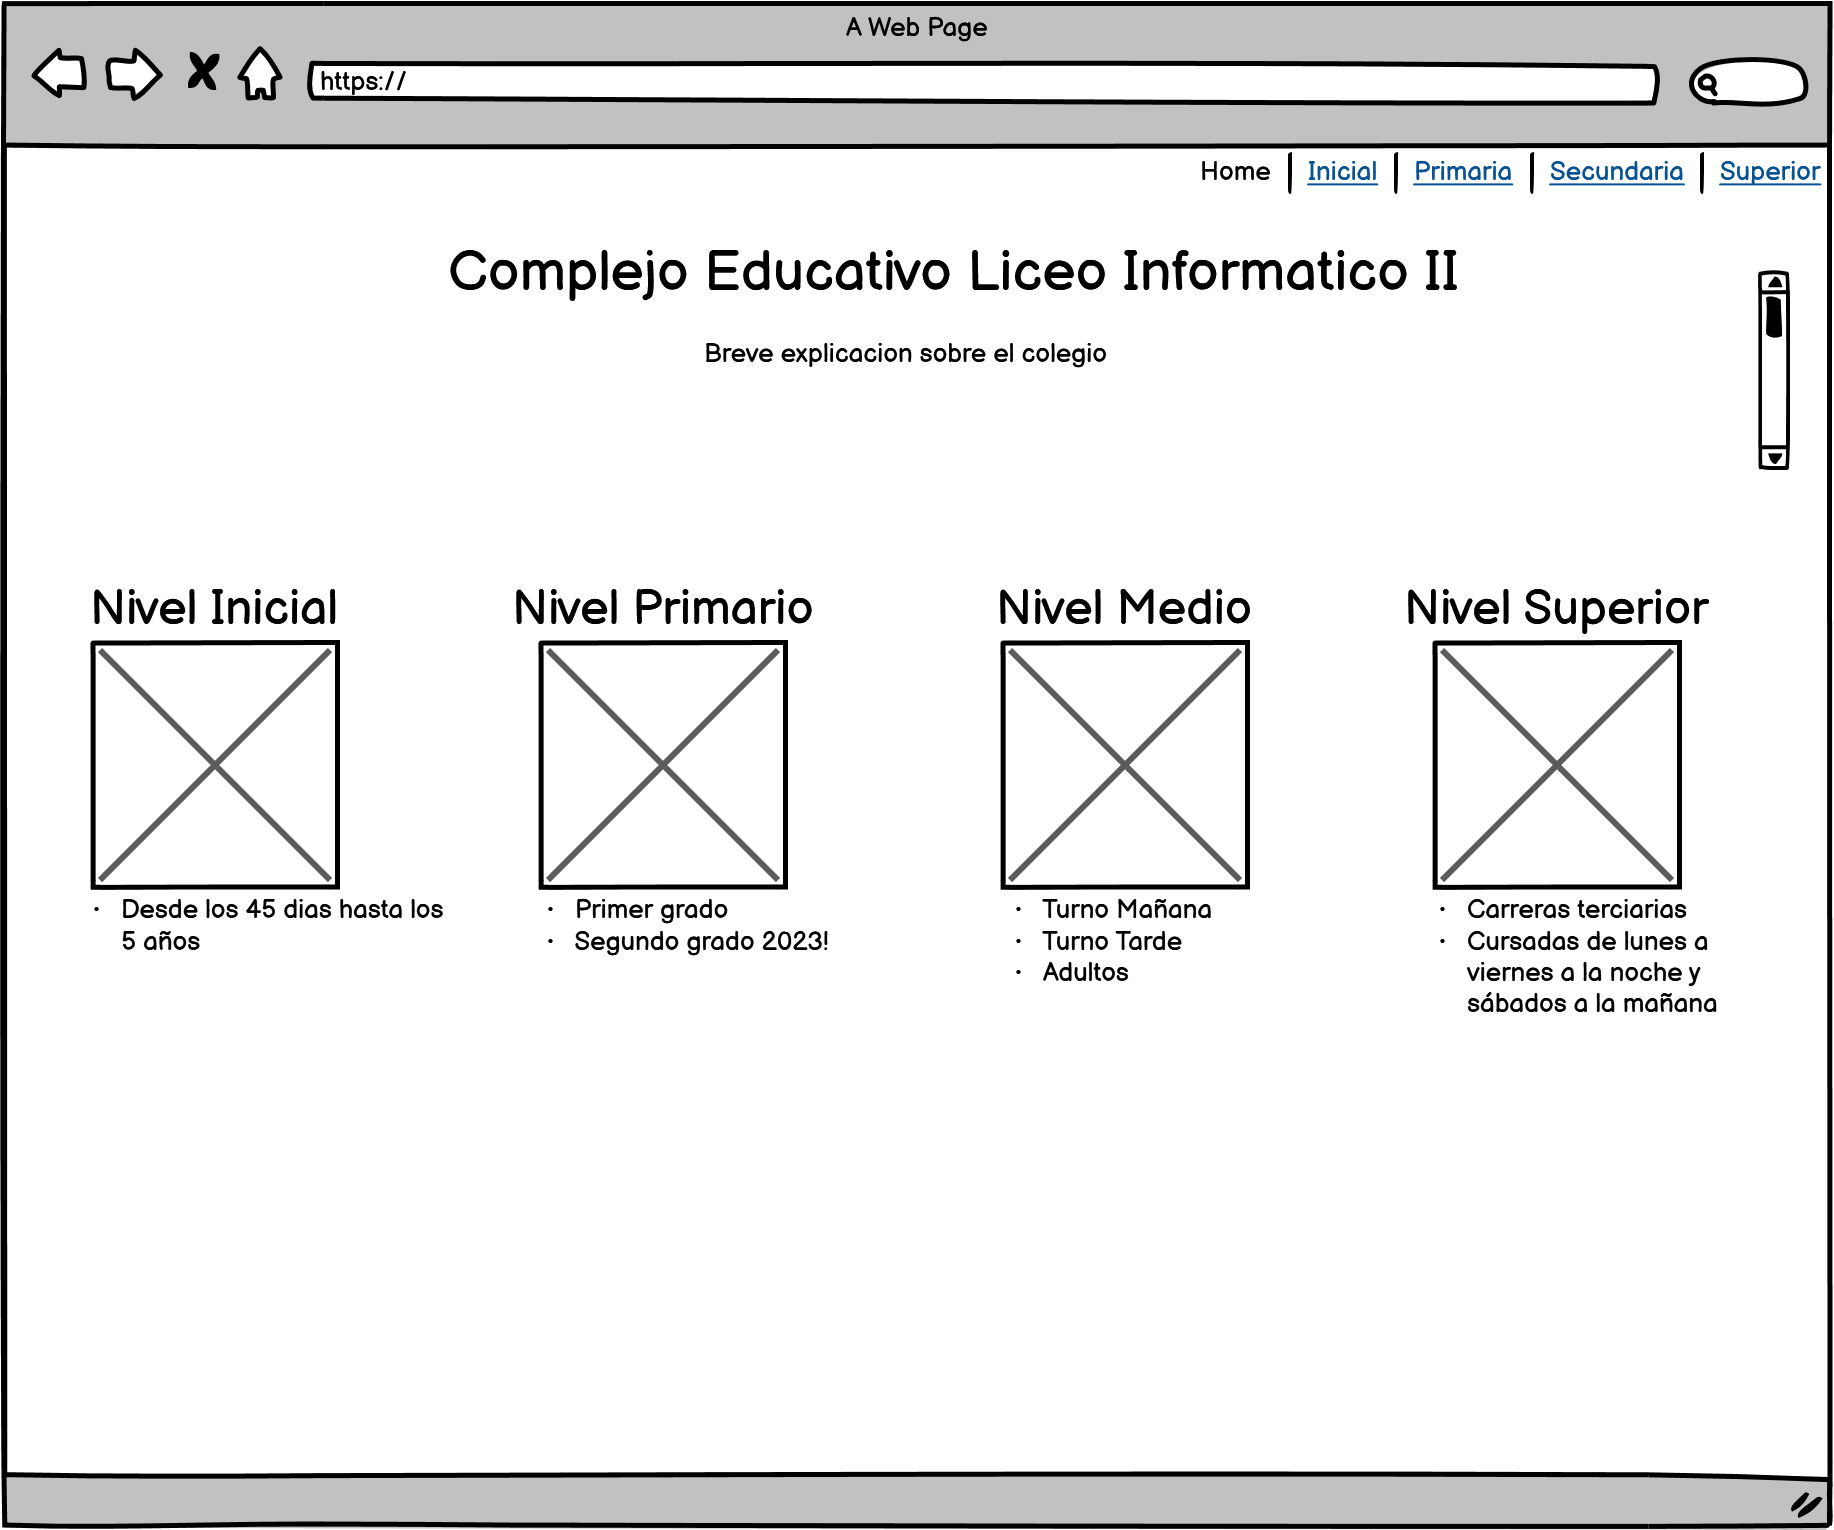 A Web Page
https://
Home Inicial Primaria Secundaria Superior
Complejo Educativo Liceo Informatico II
Breve explicacion sobre el colegio
Nivel Inicial
Desde los 45 dias hasta los
5 años
Nivel Primario
· Primer grado
· Segundo grado 2023!
Nivel Medio
· Turno Mañana
· Turno Tarde
· Adultos
Nivel Superior
· Carreras terciarias
· Cursadas de lunes a
viernes a la noche y
sábados a la mañana